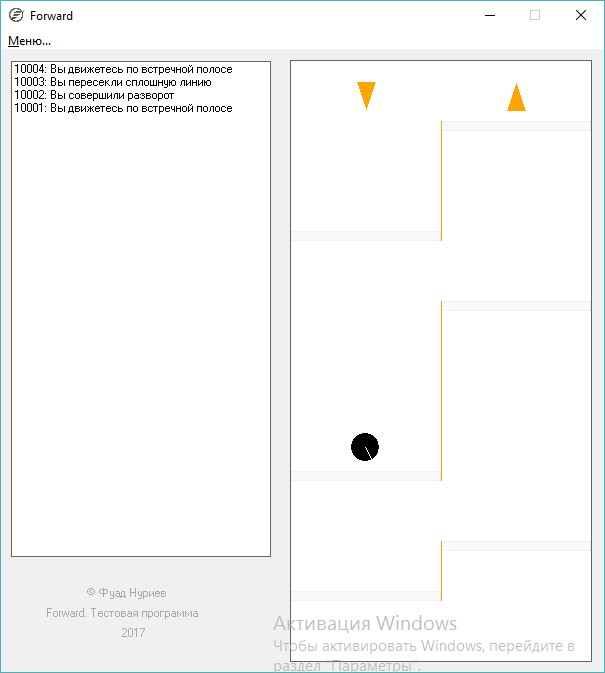 Forward
Меню...
10004: Вы движетесь по встречной полосе
10003: Вы пересекли сплошную линию
10002: Вы совершили разворот
10001: Вы движетесь по встречной полосе
© Фуад Нуриев
Forward. Тестовая программа
2017
Активация Windows
Чтобы активировать Windows, перейдите в
раздел "Параметры".